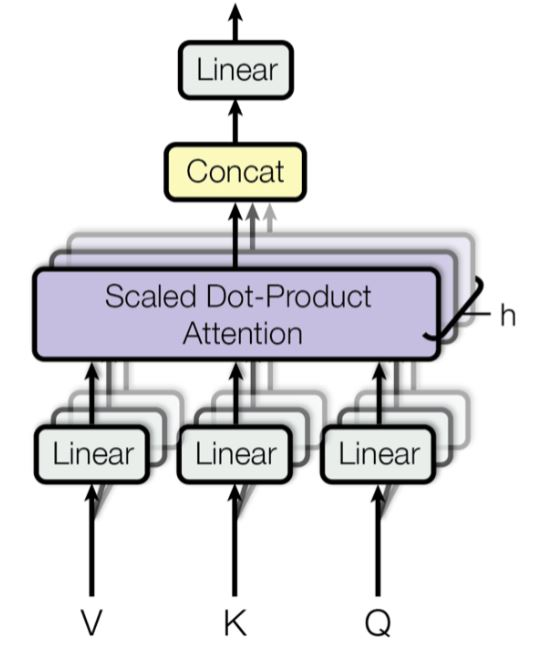 Linear
Concat
Scaled Dot-Product
Attention
h
Linear
Linear
Linear
V
K
Q